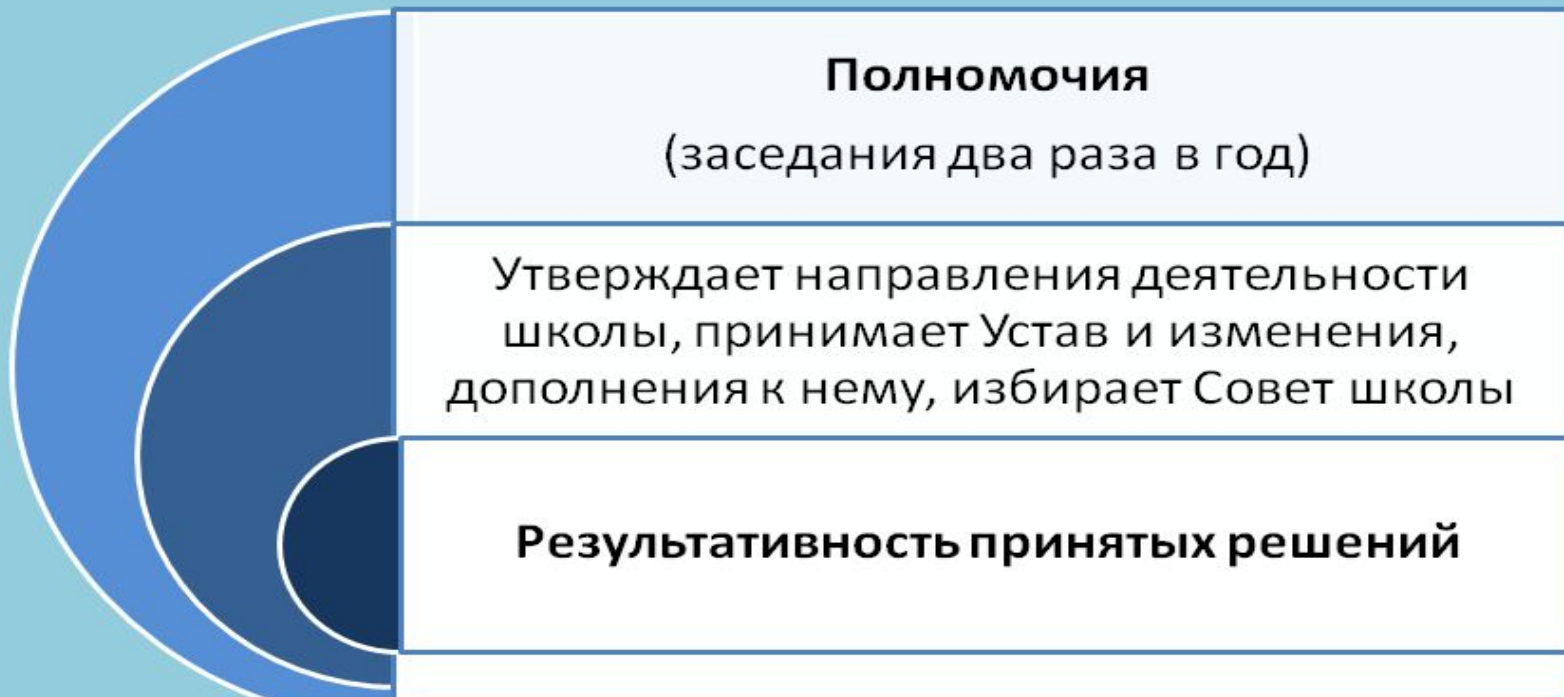 Полномочия
(заседания два раза в год)
Утверждает направления деятельности
школы, принимает Устав и изменения,
дополнения к нему, избирает Совет школы
Результативность принятых решений